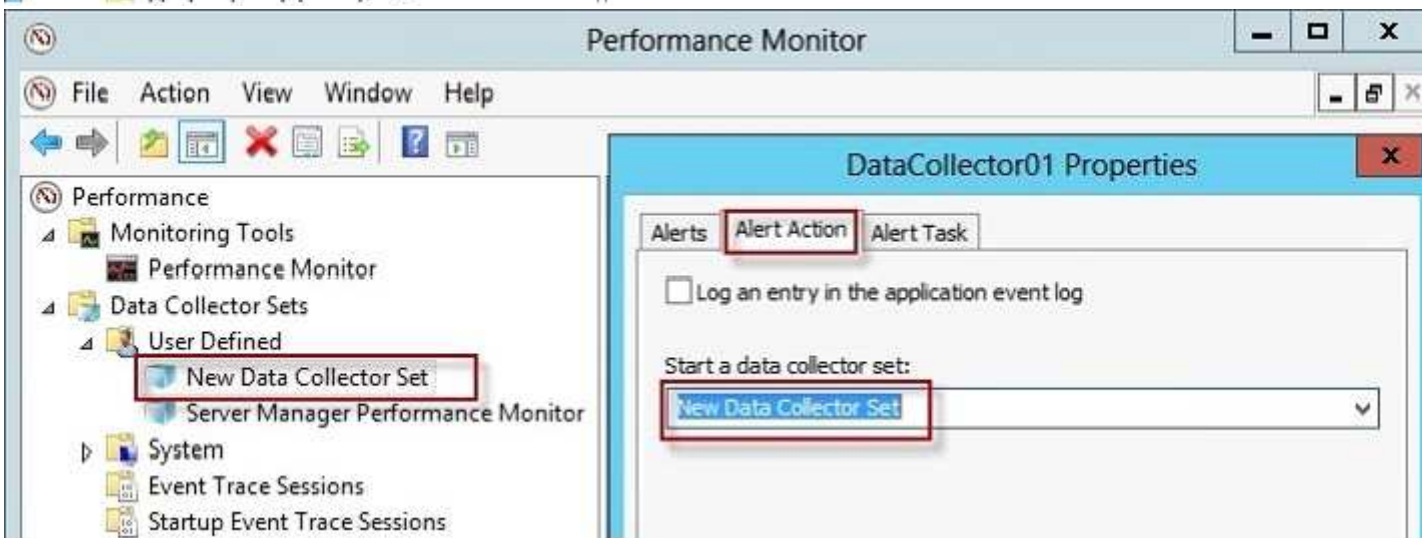 Performance Monitor
File Action View Window Help
Performance
Monitoring Tools
Performance Monitor
Data Collector Sets
User Defined
New Data Collector Set
Server Manager Performance Monitor
System
Event Trace Sessions
Startup Event Trace Sessions
DataCollector01 Properties
Alerts Alert Action Alert Task
Log an entry in the application event log
Start a data collector set:
New Data Collector Set